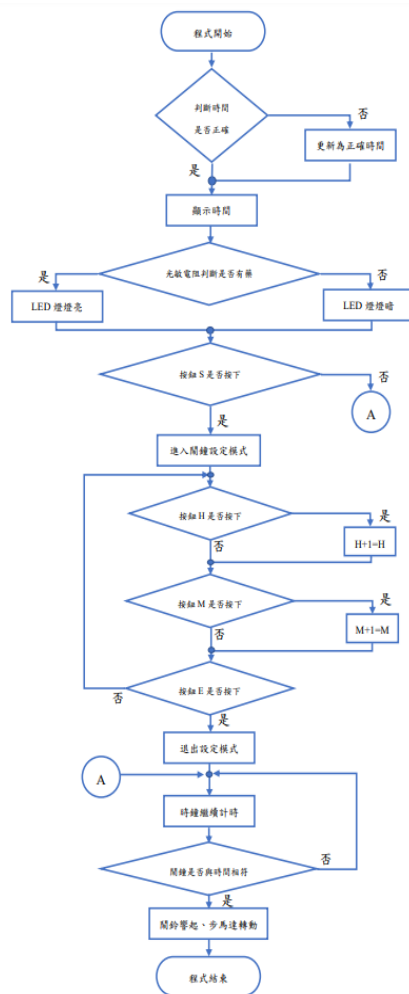 程式開始
判斷時間
是否正確
否
更新為正確時間
是
顯示時間
是
光敏電阻判斷是否有藥
否
LED 燈燈亮
LED 燈燈暗
按鈕 S 是否按下
否
A
是
進入鬧鐘設定模式
按鈕 H 是否按下
是
否
H+1=H
按鈕 M 是否按下
是
否
M+1=M
按鈕 E 是否按下
否
是
退出設定模式
A
時鐘繼續計時
鬧鐘是否與時間相符
否
是
鬧鈴響起、步馬達轉動
程式結束